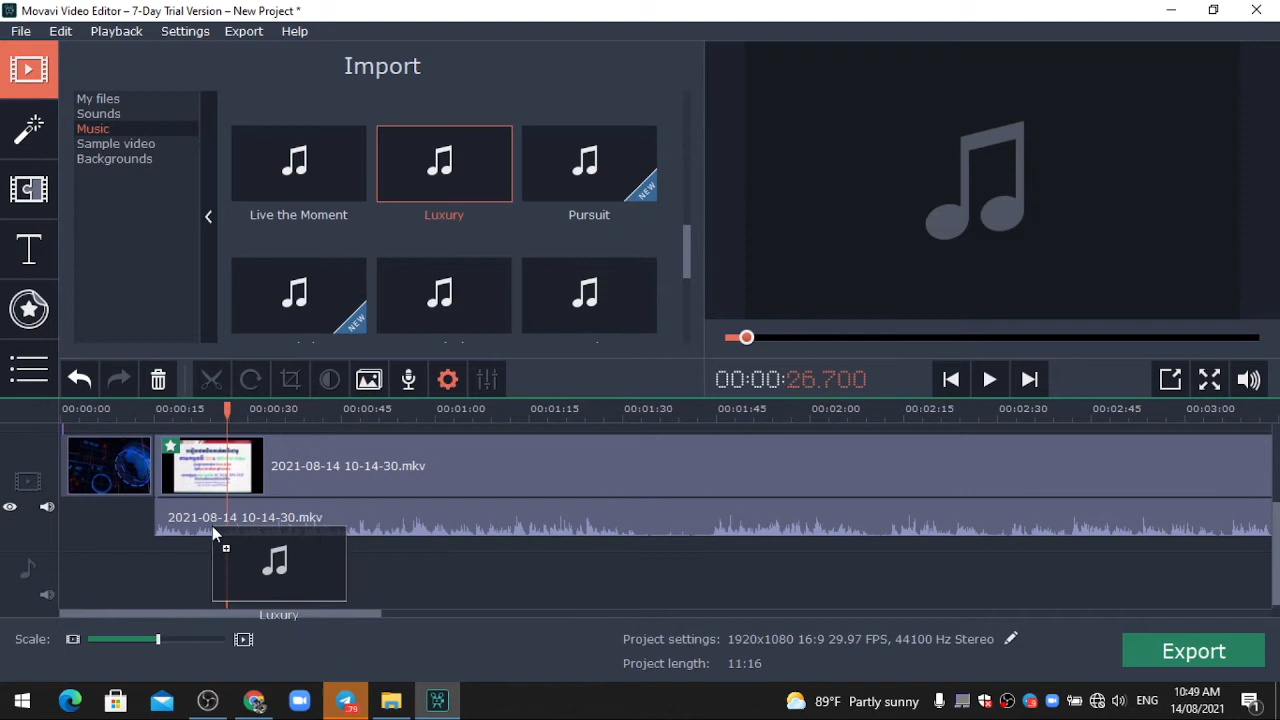 Movavi Video Editor – 7-Day Trial Version – New Project *
File Edit Playback Settings Export Help
Import
My files
Sounds
Music
Sample video
Backgrounds
NEW
Live the Moment Luxury Pursuit
NEW
00:00:26.700
00:00:00 00:00:15 00:00:30 00:00:45 00:01:00 00:01:15 00:01:30 00:01:45 00:02:00 00:02:15 00:02:30 00:02:45 00:03:00
2021-08-14 10-14-30.mkv
2021-08-14 10-14-30.mkv
Luxury
Scale:
Project settings: 1920x1080 16:9 29.97 FPS, 44100 Hz Stereo
Project length: 11:16
Export
79
89°F Partly sunny
ENG
10:49 AM
14/08/2021
1